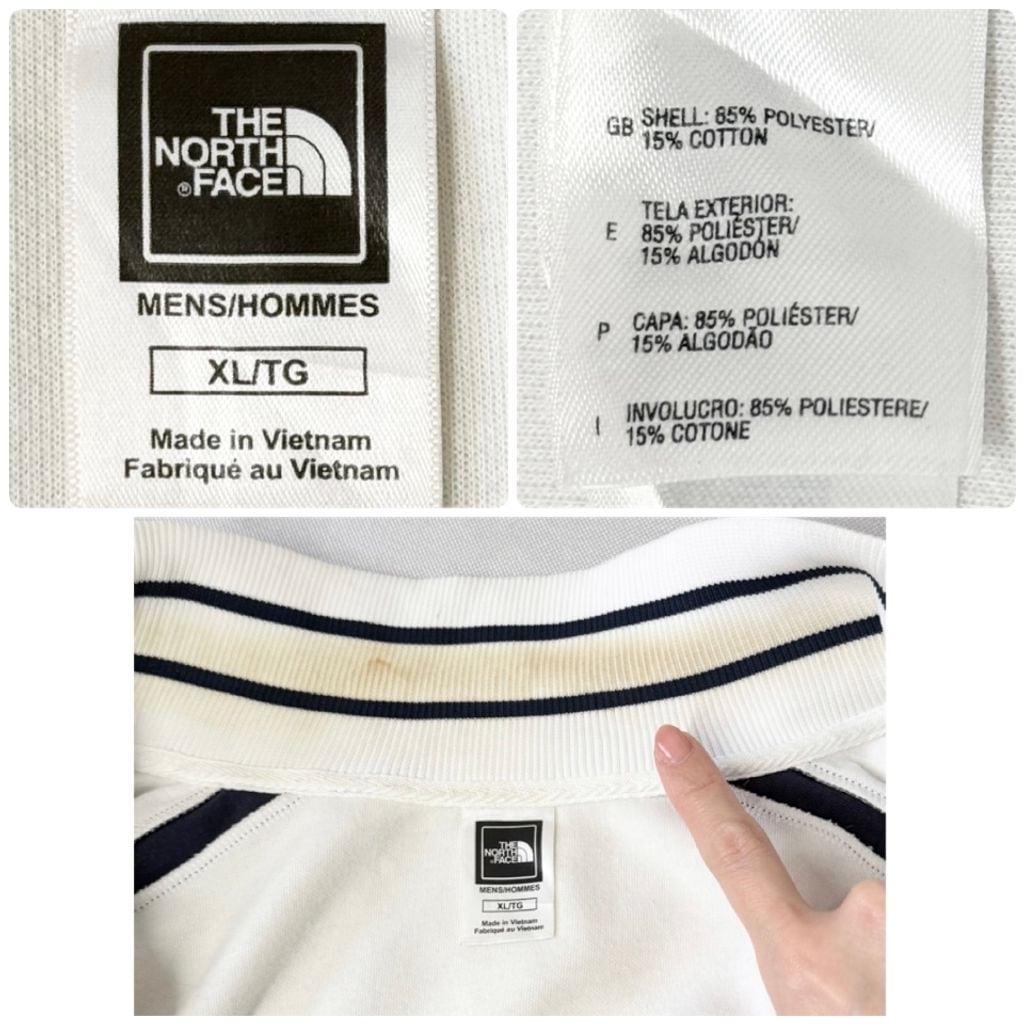 THE
NORTH
®FACE
MENS/HOMMES
XL/TG
Made in Vietnam
Fabriqué au Vietnam
GB SHELL: 85% POLYESTER/
15% COTTON
E TELA EXTERIOR:
85% POLIÉSTER/
15% ALGODÓN
P CAPA: 85% POLIÉSTER/
15% ALGODÃO
I INVOLUCRO: 85% POLIESTERE/
15% COTONE
THE
NORTH
FACE
MENS/HOMMES
XL/TG
Made in Vietnam
Fabriqué au Vietnam